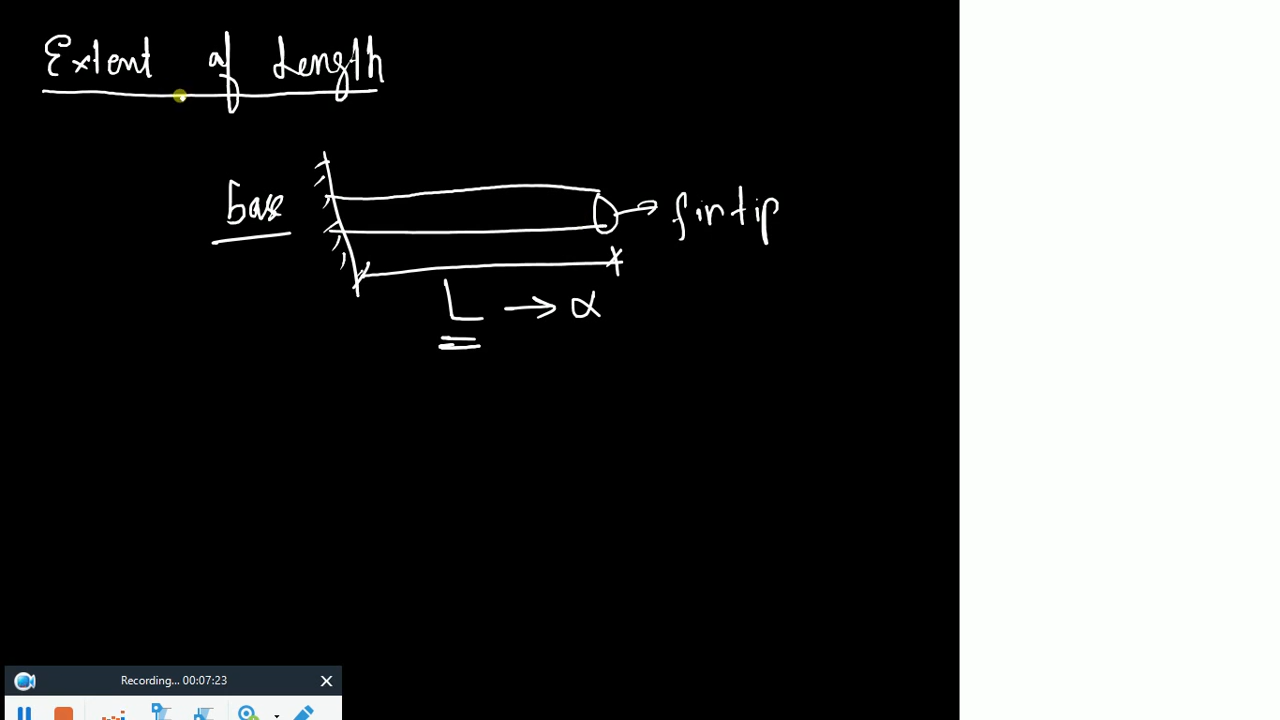 Extent of Length
base
fin tip
L → α
Recording... 00:07:23